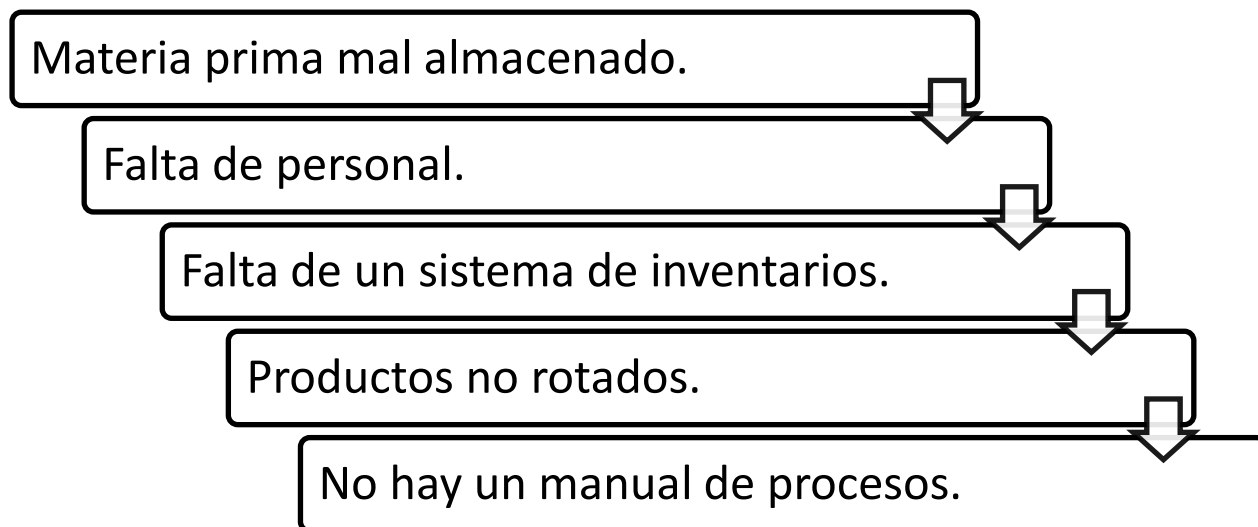 Materia prima mal almacenado.
Falta de personal.
Falta de un sistema de inventarios.
Productos no rotados.
No hay un manual de procesos.